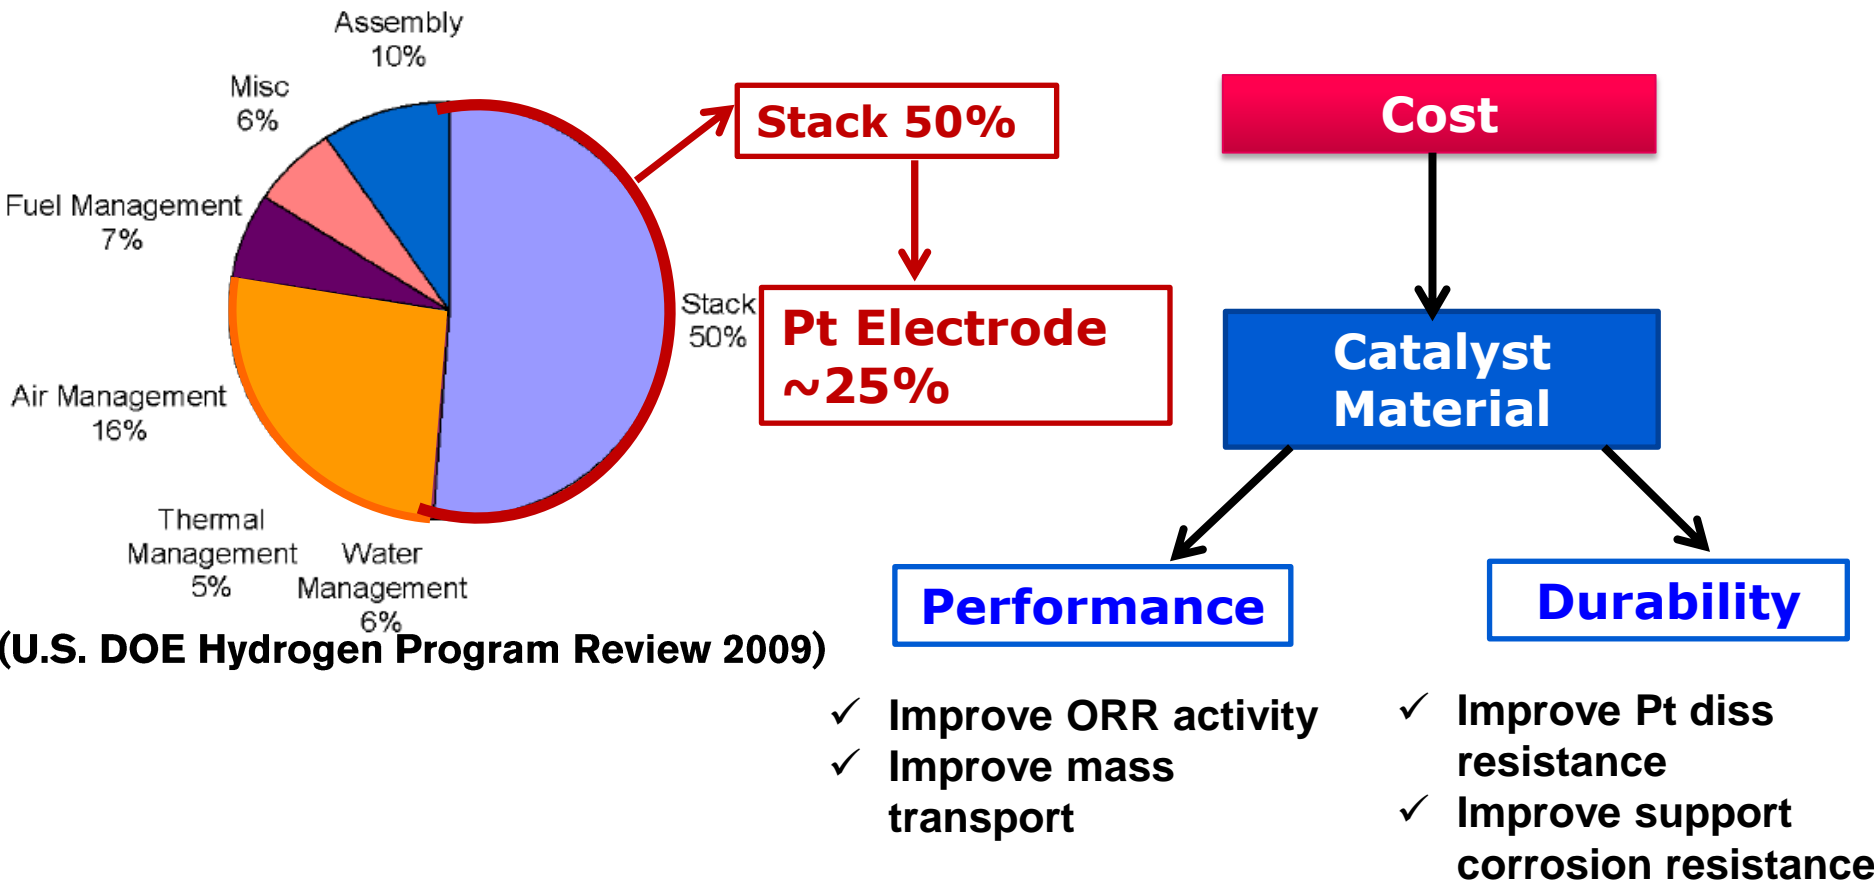 Assembly
10%
Misc
6%
Fuel Management
7%
Air Management
16%
Thermal
Management
5%
Water
Management
6%
Stack
50%
(U.S. DOE Hydrogen Program Review 2009)
Stack 50%
Pt Electrode
~25%
Cost
Catalyst
Material
Performance
✓ Improve ORR activity
✓ Improve mass
transport
Durability
✓ Improve Pt diss
resistance
✓ Improve support
corrosion resistance